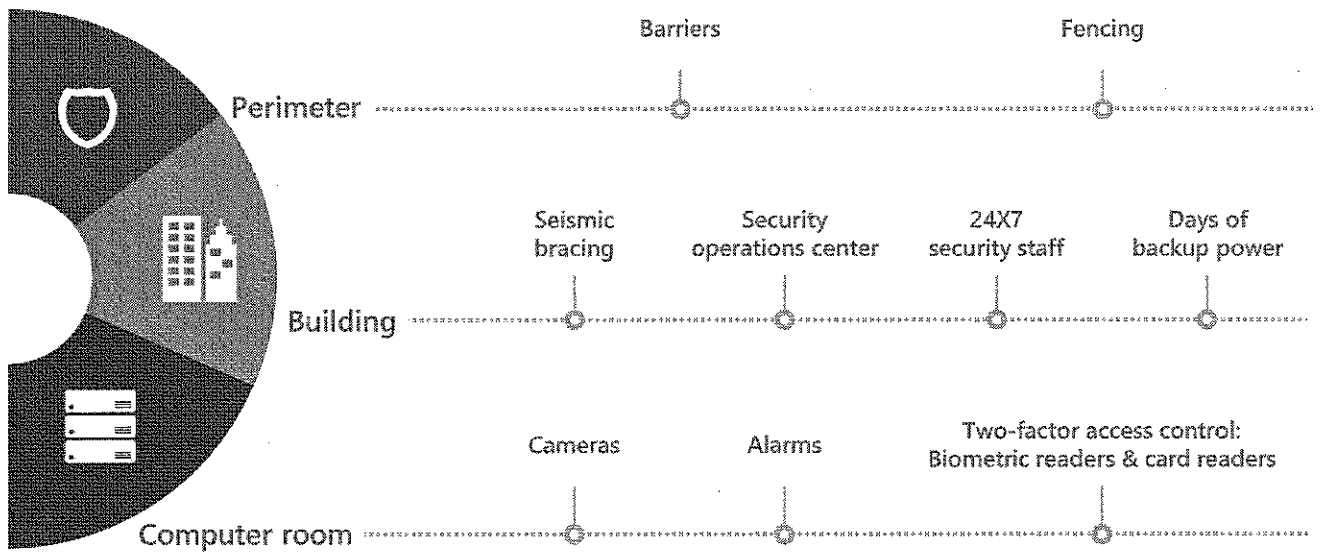 Barriers
Fencing
Perimeter
Seismic
bracing
Security
operations center
24X7
security staff
Days of
backup power
Building
Cameras
Alarms
Two-factor access control:
Biometric readers & card readers
Computer room